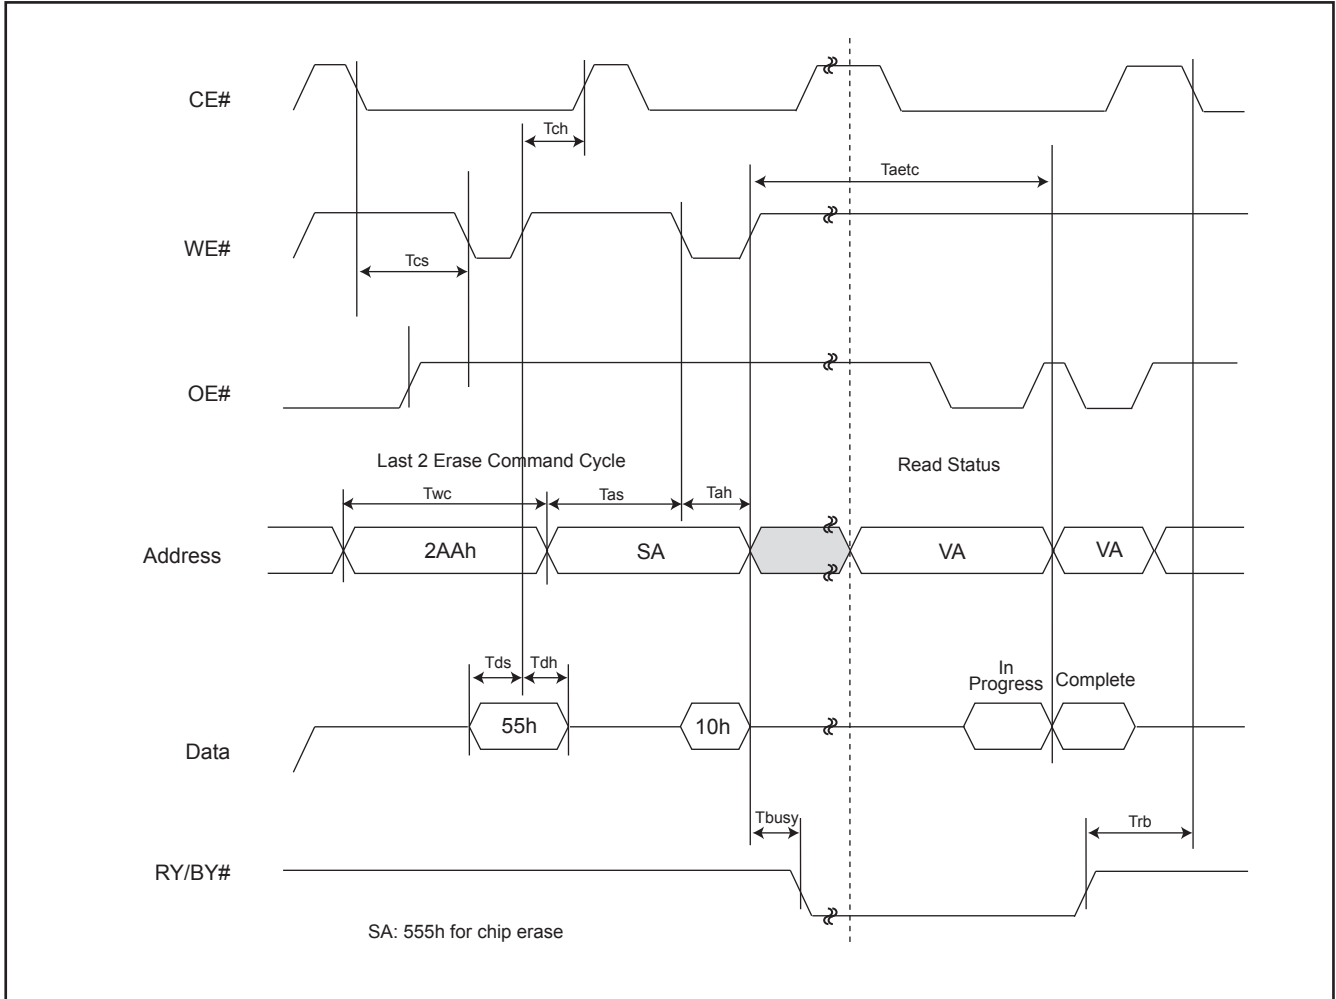 CE#
Tch
Taetc
WE#
Tcs
OE#
Last 2 Erase Command Cycle
Read Status
Twc
Tas
Tah
Address
2AAh
SA
VA
VA
Tds
Tdh
In
Progress
Complete
55h
10h
Data
Tbusy
Trb
RY/BY#
SA: 555h for chip erase